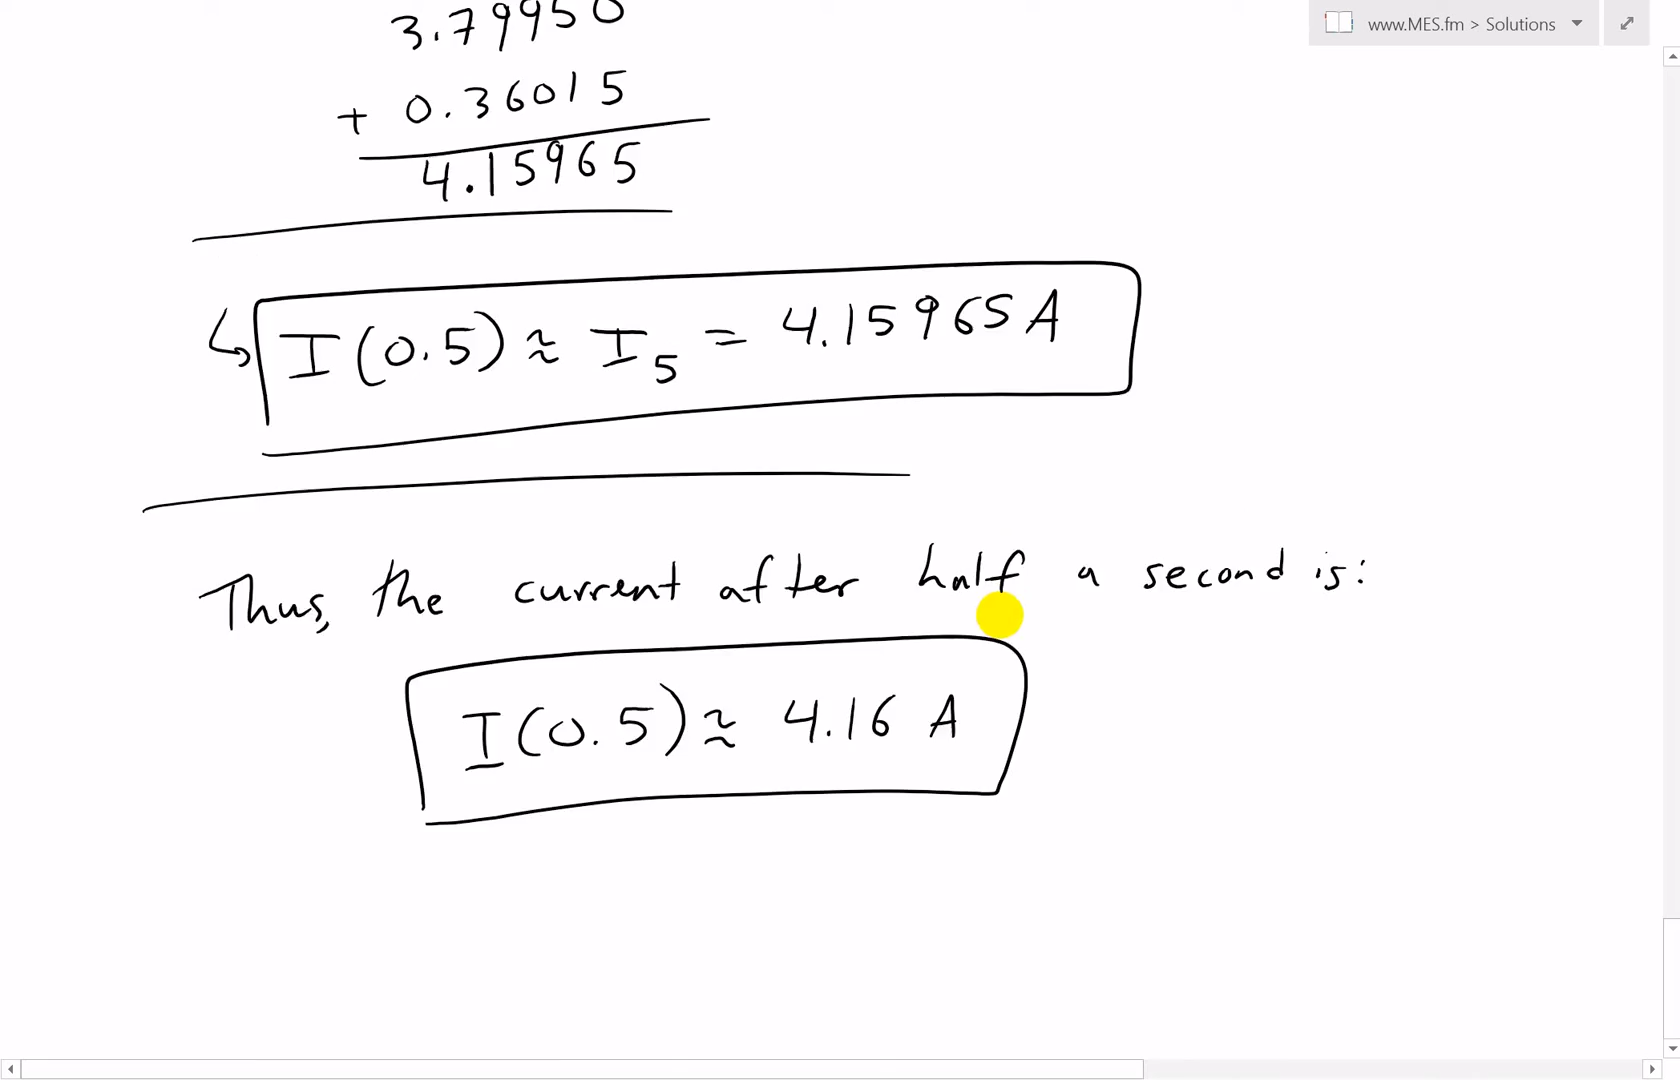 www.MES.fm > Solutions
3.79950
+ 0.36015
4.15965
I(0.5) ≈ I₅ = 4.15965 A
Thus, the current after half a second is:
I(0.5) ≈ 4.16 A